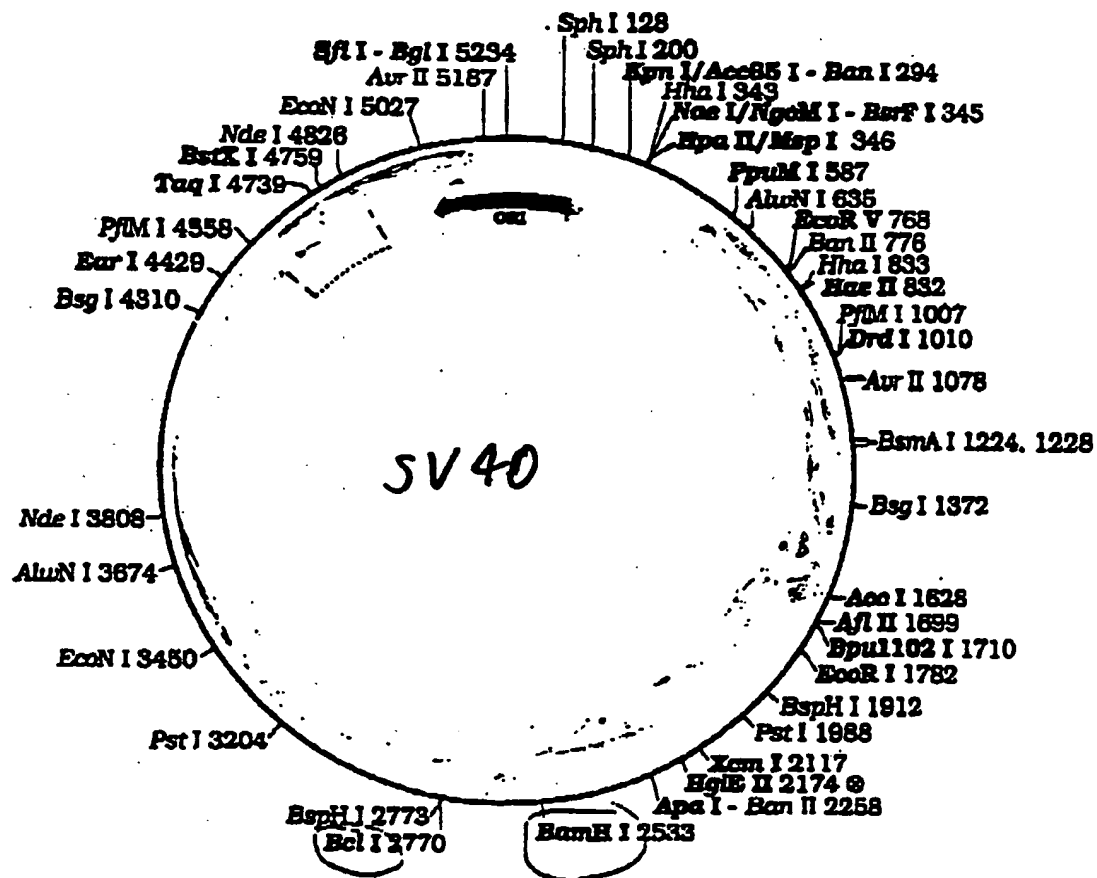 Sph I 128
Sfi I - Bgl I 5234
Sph I 200
Avr II 5187
Kpn I/Acc65 I - Ban I 294
Hha I 343
EcoN I 5027
Nae I/NgoM I - BsrF I 345
Nde I 4826
Hpa II/Msp I 346
BstX I 4759
PpuM I 587
Taq I 4739
AlwN I 635
ORI
EcoR V 768
PflM I 4558
Ban II 776
Ear I 4429
Hha I 833
Hae II 832
Bsg I 4310
PflM I 1007
Drd I 1010
Avr II 1078
BsmA I 1224, 1228
SV40
Nde I 3808
Bsg I 1372
AlwN I 3674
Acc I 1628
Afl II 1699
Bpu1102 I 1710
EcoN I 3450
EcoR I 1782
BspH I 1912
Pst I 3204
Pst I 1988
Xcm I 2117
HgiE II 2174 ⊗
Apa I - Ban II 2258
BspH I 2773
BamH I 2533
Bcl I 2770